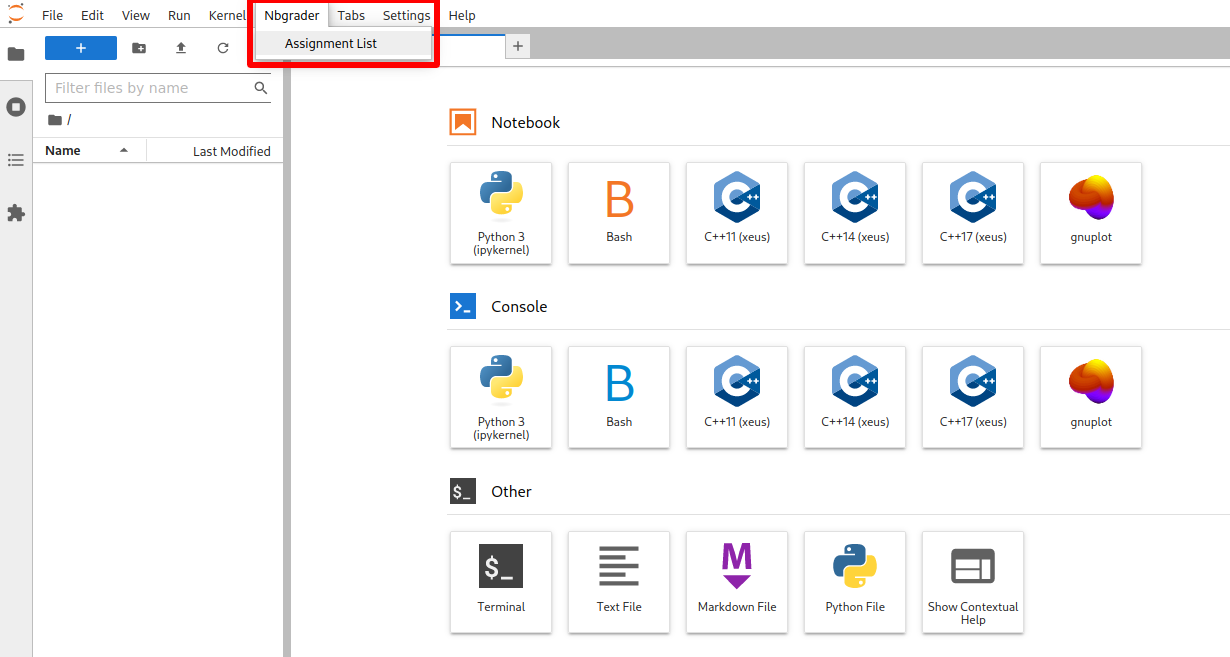 File Edit View Run Kernel Nbgrader Tabs Settings Help
Assignment List
Filter files by name
/
Name Last Modified
Notebook
Python 3
(ipykernel)
Bash
C++11 (xeus)
C++14 (xeus)
C++17 (xeus)
gnuplot
Console
Python 3
(ipykernel)
Bash
C++11 (xeus)
C++14 (xeus)
C++17 (xeus)
gnuplot
$_ Other
Terminal
Text File
Markdown File
Python File
Show Contextual
Help